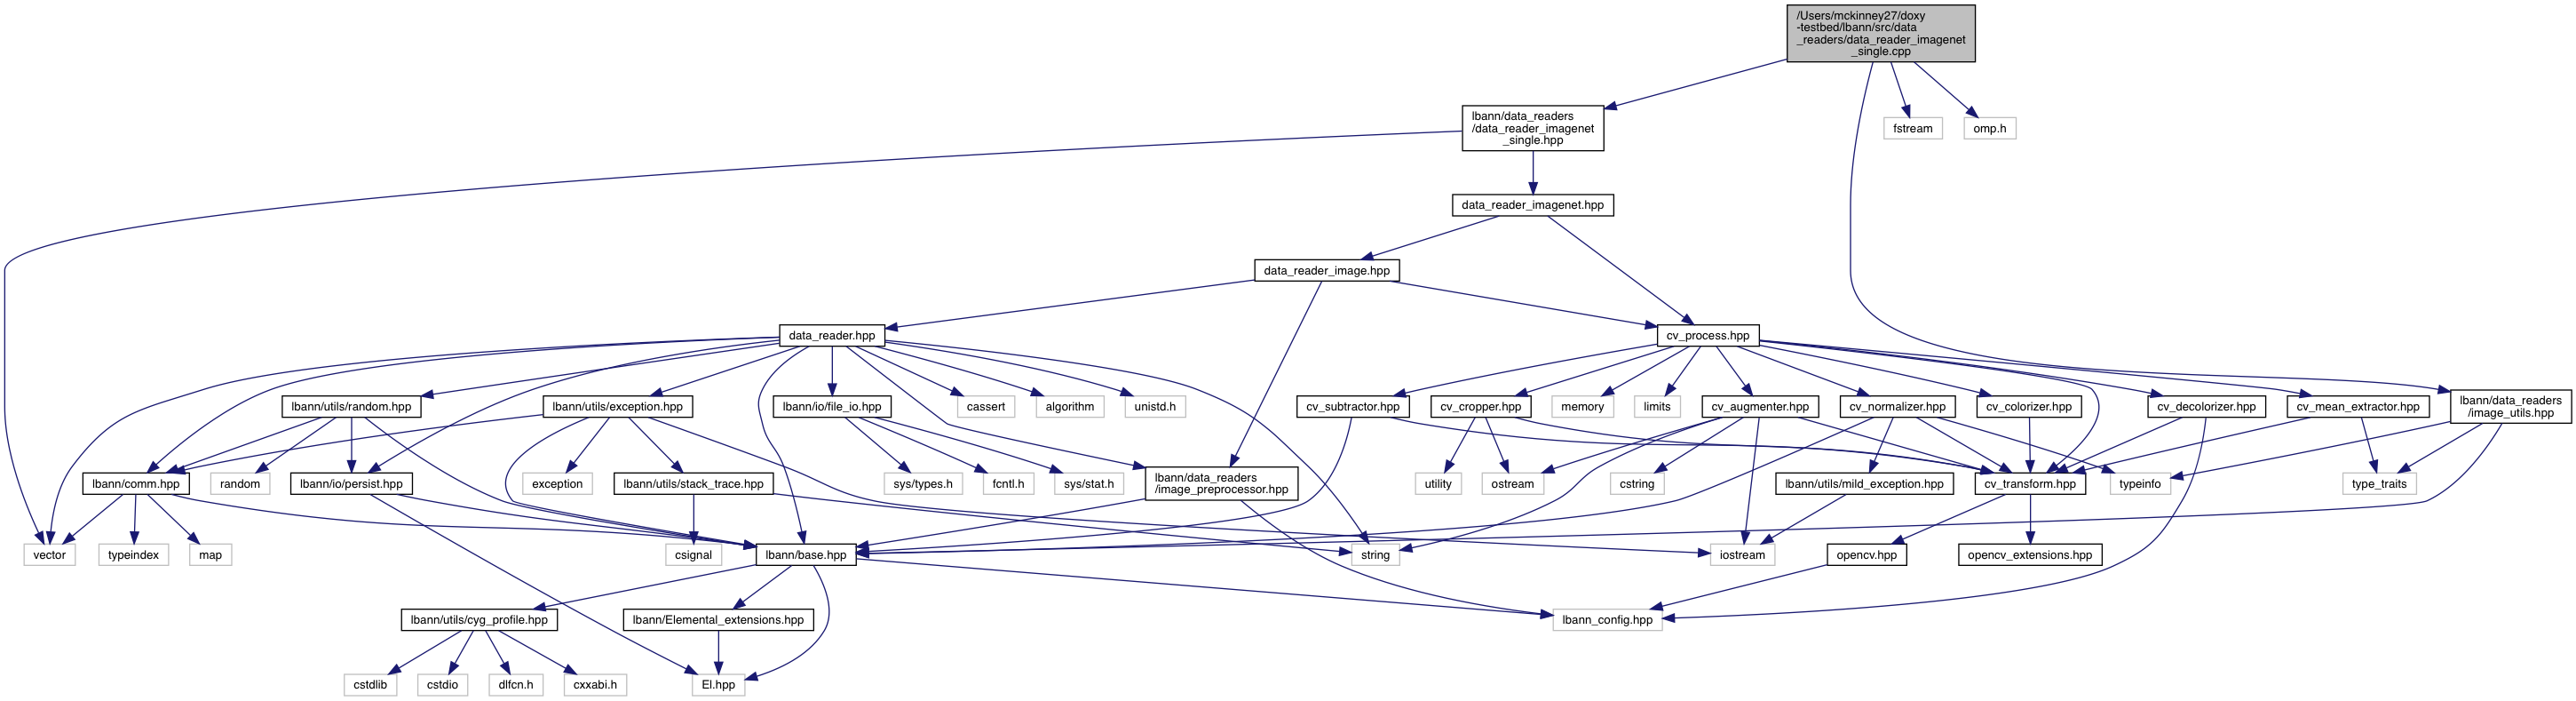 /Users/mckinney27/doxy
-testbed/lbann/src/data
_readers/data_reader_imagenet
_single.cpp
lbann/data_readers
/data_reader_imagenet
_single.hpp
fstream
omp.h
data_reader_imagenet.hpp
data_reader_image.hpp
data_reader.hpp
cv_process.hpp
lbann/utils/random.hpp
lbann/utils/exception.hpp
lbann/io/file_io.hpp
cassert
algorithm
unistd.h
cv_subtractor.hpp
cv_cropper.hpp
memory
limits
cv_augmenter.hpp
cv_normalizer.hpp
cv_colorizer.hpp
cv_decolorizer.hpp
cv_mean_extractor.hpp
lbann/data_readers
/image_utils.hpp
lbann/comm.hpp
random
lbann/io/persist.hpp
exception
lbann/utils/stack_trace.hpp
sys/types.h
fcntl.h
sys/stat.h
lbann/data_readers
/image_preprocessor.hpp
utility
ostream
cstring
lbann/utils/mild_exception.hpp
cv_transform.hpp
typeinfo
type_traits
vector
typeindex
map
csignal
lbann/base.hpp
string
iostream
opencv.hpp
opencv_extensions.hpp
lbann/utils/cyg_profile.hpp
lbann/Elemental_extensions.hpp
lbann_config.hpp
cstdlib
cstdio
dlfcn.h
cxxabi.h
El.hpp